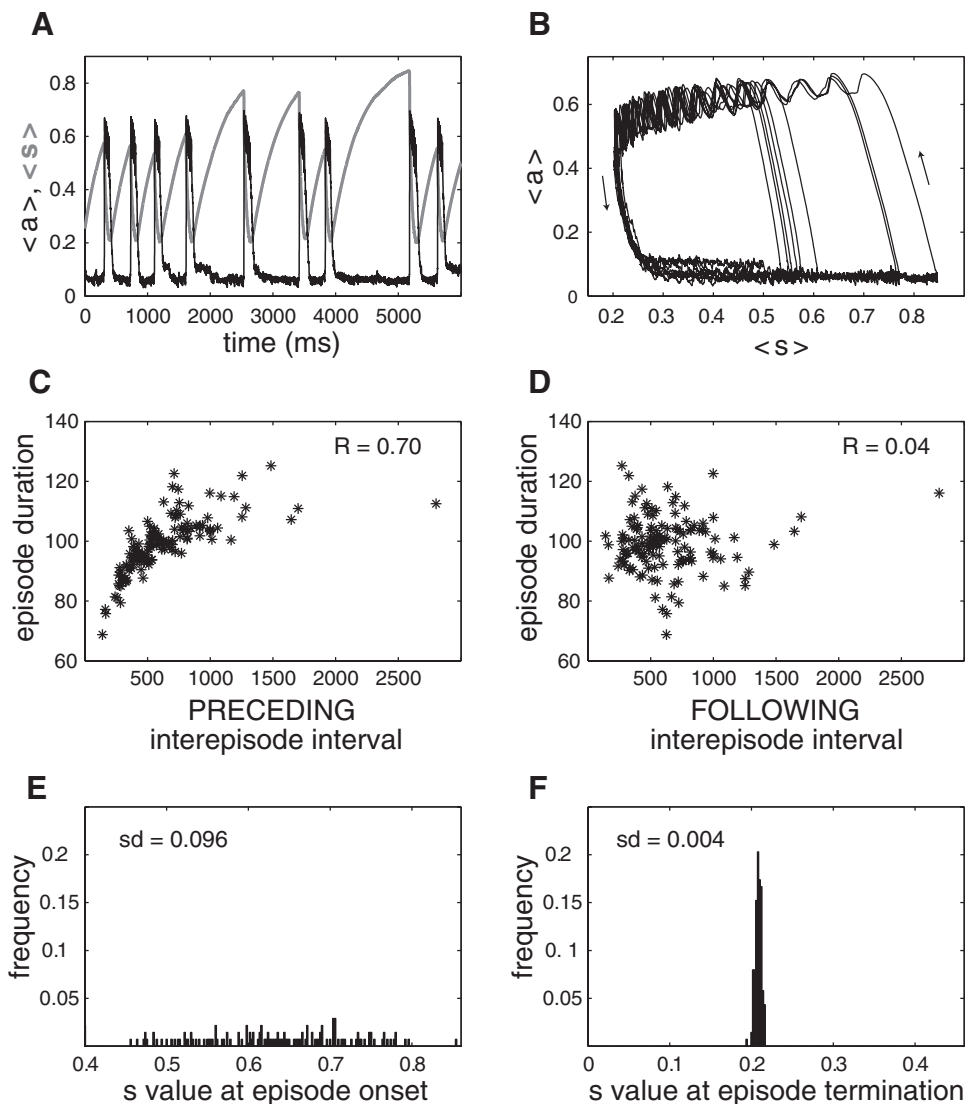 A
B
<a>, <s>
0.8
0.6
0.4
0.2
0
0
1000
2000
3000
4000
5000
time (ms)
<a>
0.6
0.4
0.2
0
0.2
0.3
0.4
0.5
0.6
0.7
0.8
<s>
C
D
episode duration
140
120
100
80
60
R = 0.70
500
1000
1500
2000
2500
PRECEDING
interepisode interval
episode duration
140
120
100
80
60
R = 0.04
500
1000
1500
2000
2500
FOLLOWING
interepisode interval
E
F
frequency
0.2
0.15
0.1
0.05
sd = 0.096
0.4
0.5
0.6
0.7
0.8
s value at episode onset
frequency
0.2
0.15
0.1
0.05
sd = 0.004
0
0.1
0.2
0.3
0.4
s value at episode termination